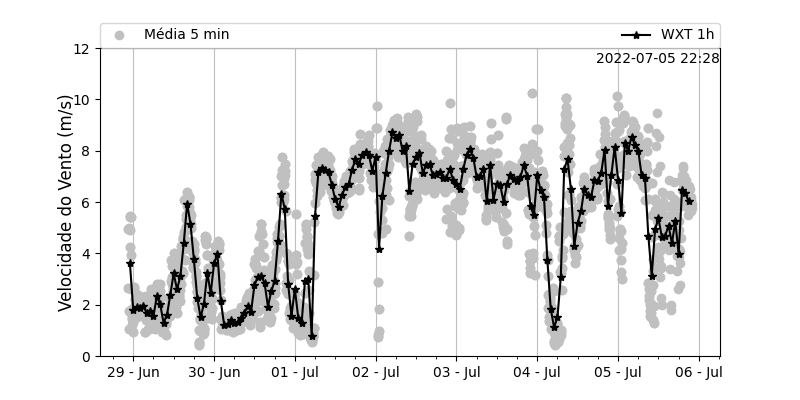 Média 5 min
WXT 1h
2022-07-05 22:28
Velocidade do Vento (m/s)
12
10
8
6
4
2
0
29 - Jun
30 - Jun
01 - Jul
02 - Jul
03 - Jul
04 - Jul
05 - Jul
06 - Jul